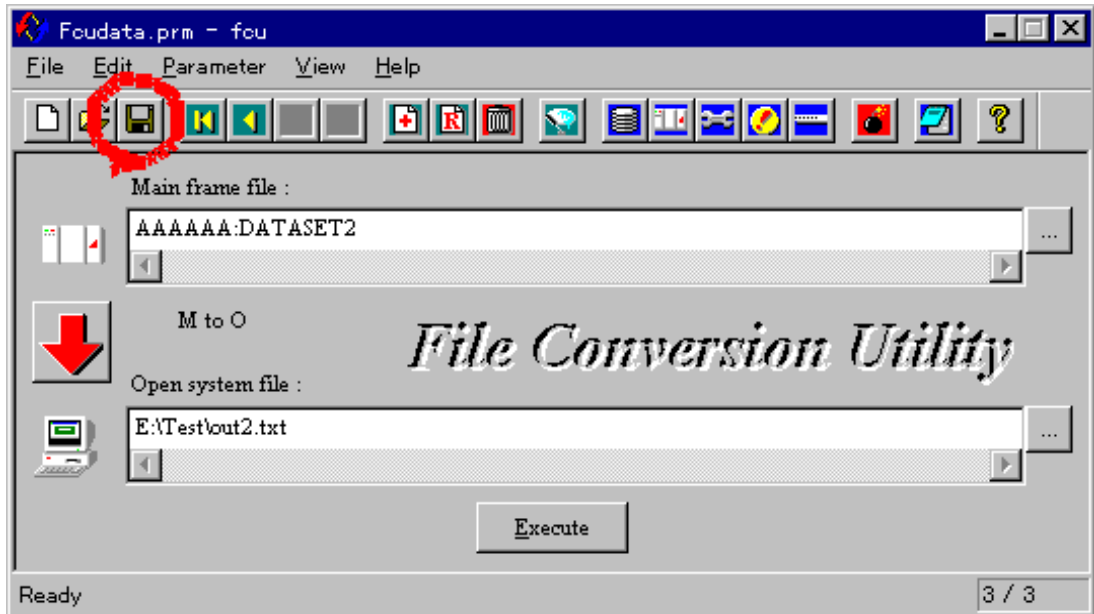 Fcudata.prm - fcu
File Edit Parameter View Help
R
Main frame file :
AAAAAA:DATASET2
...
M to O
File Conversion Utility
Open system file :
E:\Test\out2.txt
...
Execute
Ready
3 / 3